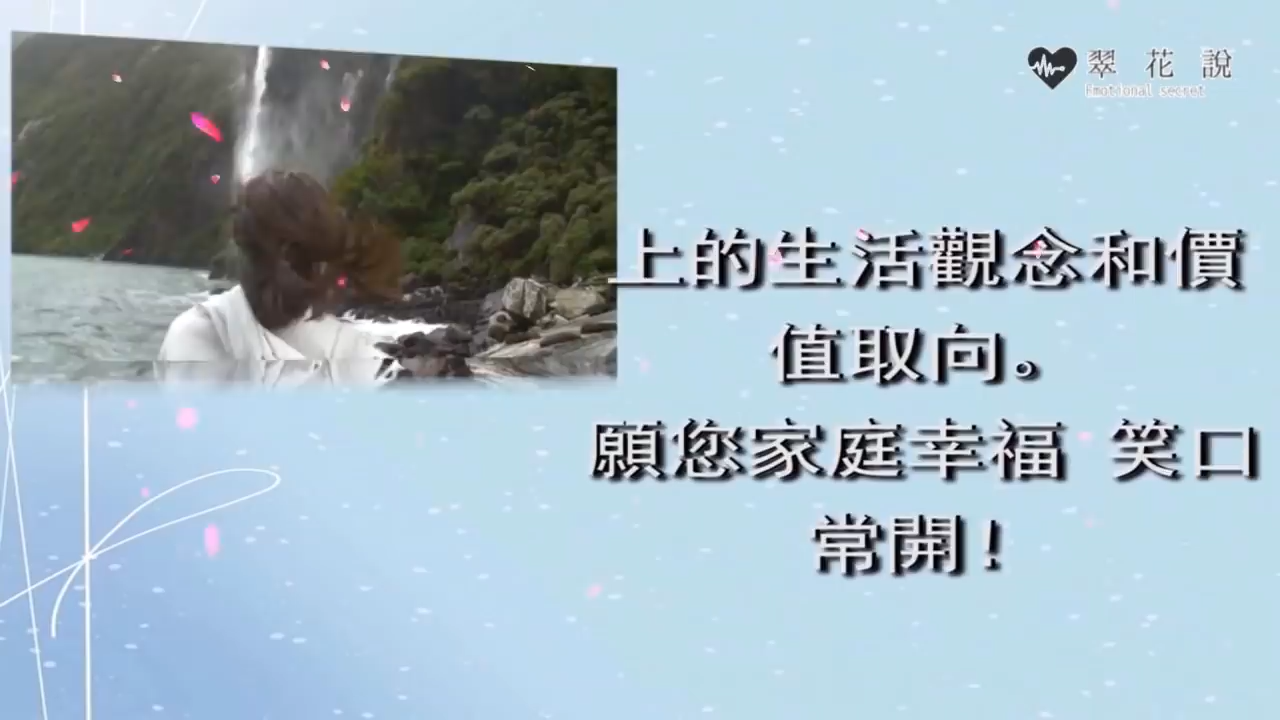 翠花說
Emotional secret
上的生活觀念和價
值取向。
願您家庭幸福 笑口
常開!